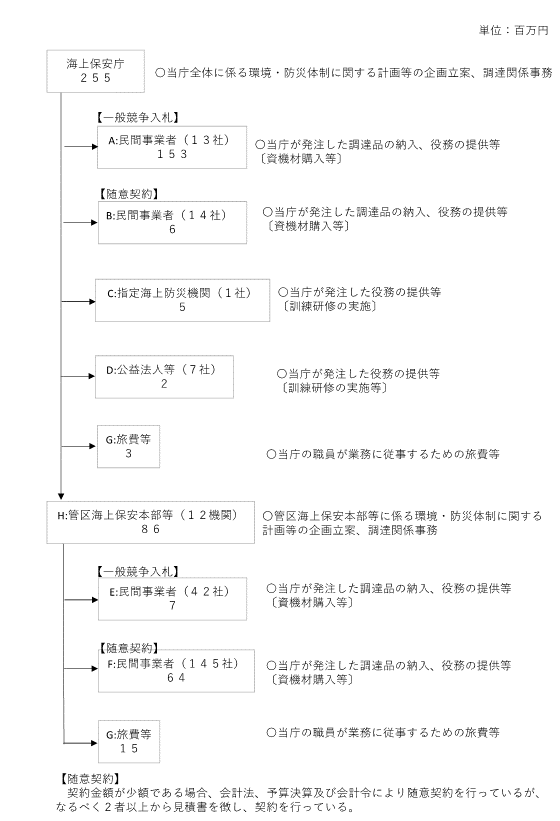 単位：百万円
海上保安庁
２５５
○当庁全体に係る環境・防災体制に関する計画等の企画立案、調達関係事務
【一般競争入札】
A:民間事業者（１３社）
１５３
○当庁が発注した調達品の納入、役務の提供等
〔資機材購入等〕
【随意契約】
B:民間事業者（１４社）
６
○当庁が発注した調達品の納入、役務の提供等
〔資機材購入等〕
C:指定海上防災機関（１社）
５
○当庁が発注した役務の提供等
〔訓練研修の実施〕
D:公益法人等（７社）
２
○当庁が発注した役務の提供等
〔訓練研修の実施等〕
G:旅費等
３
○当庁の職員が業務に従事するための旅費等
H:管区海上保安本部等（１２機関）
８６
○管区海上保安本部等に係る環境・防災体制に関する
計画等の企画立案、調達関係事務
【一般競争入札】
E:民間事業者（４２社）
７
○当庁が発注した調達品の納入、役務の提供等
〔資機材購入等〕
【随意契約】
F:民間事業者（１４５社）
６４
○当庁が発注した調達品の納入、役務の提供等
〔資機材購入等〕
G:旅費等
１５
○当庁の職員が業務に従事するための旅費等
【随意契約】
契約金額が少額である場合、会計法、予算決算及び会計令により随意契約を行っているが、
なるべく２者以上から見積書を徴し、契約を行っている。